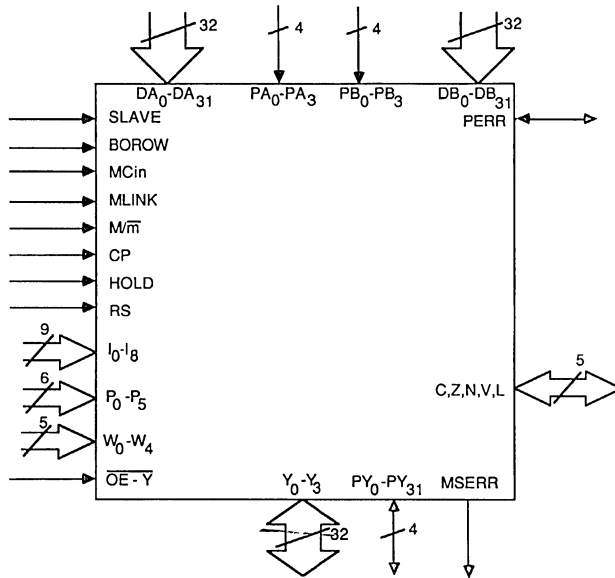 32 4 4 32
DA0-DA31 PA0-PA3 PB0-PB3 DB0-DB31
SLAVE PERR
BOROW
MCin
MLINK
M/m̅
CP
HOLD
RS
9 I0-I8
5 C,Z,N,V,L
6 P0-P5
5 W0-W4
O̅E̅ ̅-̅ ̅Y̅ Y0-Y3 PY0-PY31 MSERR
32 4